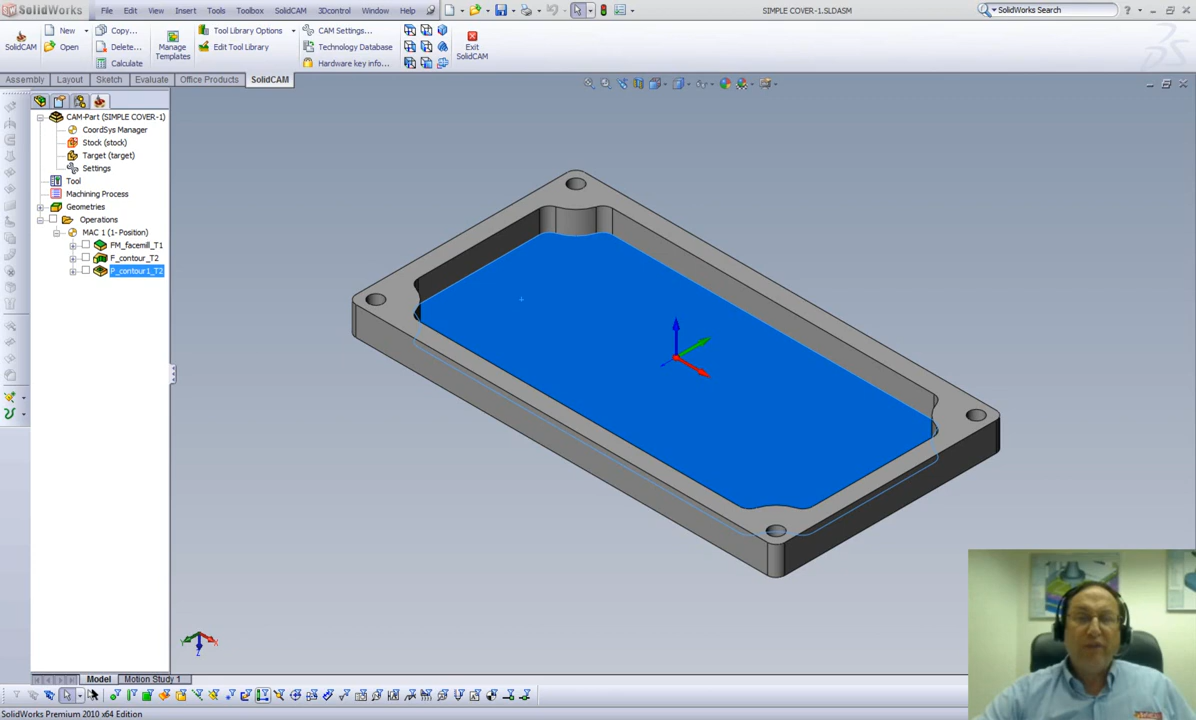 SolidWorks
File Edit View Insert Tools Toolbox SolidCAM 3Dcontrol Window Help
SIMPLE COVER-1.SLDASM
SolidWorks Search
New Copy... Tool Library Options CAM Settings...
SolidCAM Open Delete... Manage Templates Edit Tool Library Technology Database Exit SolidCAM
Calculate Hardware key info...
Assembly Layout Sketch Evaluate Office Products SolidCAM
CAM-Part (SIMPLE COVER-1)
CoordSys Manager
Stock (stock)
Target (target)
Settings
Tool
Machining Process
Geometries
Operations
MAC 1 (1- Position)
FM_facemill_T1
F_contour_T2
P_contour1_T2
Y X
Z
Model Motion Study 1
SolidWorks Premium 2010 x64 Edition